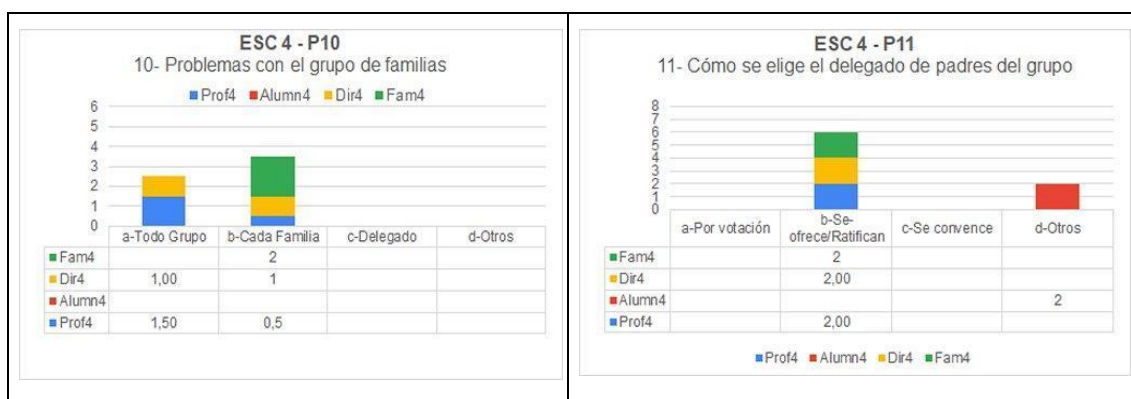 ESC 4 - P10
10- Problemas con el grupo de familias
Prof4 Alumn4 Dir4 Fam4
6
5
4
3
2
1
0
a-Todo Grupo b-Cada Familia c-Delegado d-Otros
Fam4 2
Dir4 1,00 1
Alumn4
Prof4 1,50 0,5
ESC 4 - P11
11- Cómo se elige el delegado de padres del grupo
8
7
6
5
4
3
2
1
0
a-Por votación b-Se-ofrece/Ratifican c-Se convence d-Otros
Fam4 2
Dir4 2,00
Alumn4 2
Prof4 2,00
Prof4 Alumn4 Dir4 Fam4